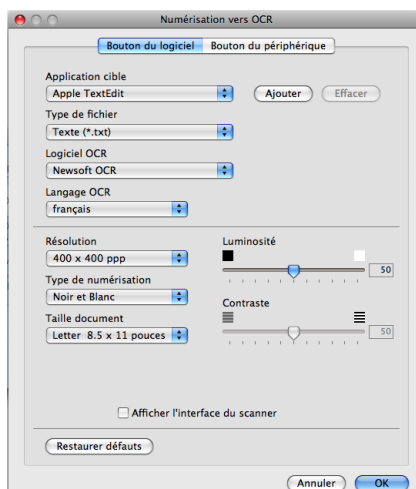 Numérisation vers OCR
Bouton du logiciel Bouton du périphérique
Application cible
Apple TextEdit Ajouter Effacer
Type de fichier
Texte (*.txt)
Logiciel OCR
Newsoft OCR
Langage OCR
français
Résolution Luminosité
400 x 400 ppp
50
Type de numérisation
Noir et Blanc Contraste
Taille document
Letter 8.5 x 11 pouces 50
Afficher l'interface du scanner
Restaurer défauts
Annuler OK